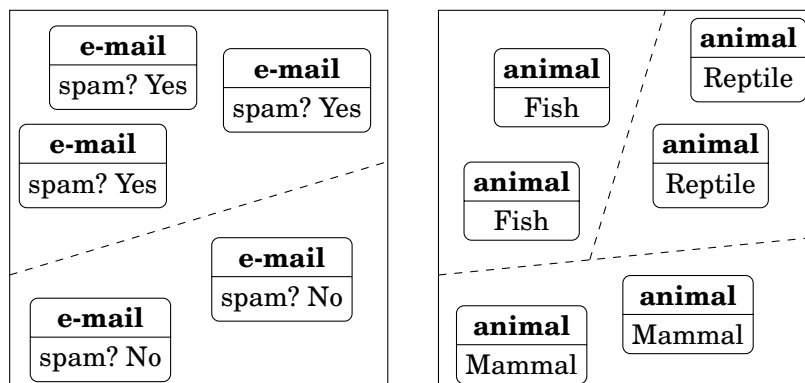 e-mail
spam? Yes
e-mail
spam? Yes
e-mail
spam? Yes
e-mail
spam? No
e-mail
spam? No
animal
Reptile
animal
Fish
animal
Reptile
animal
Fish
animal
Mammal
animal
Mammal